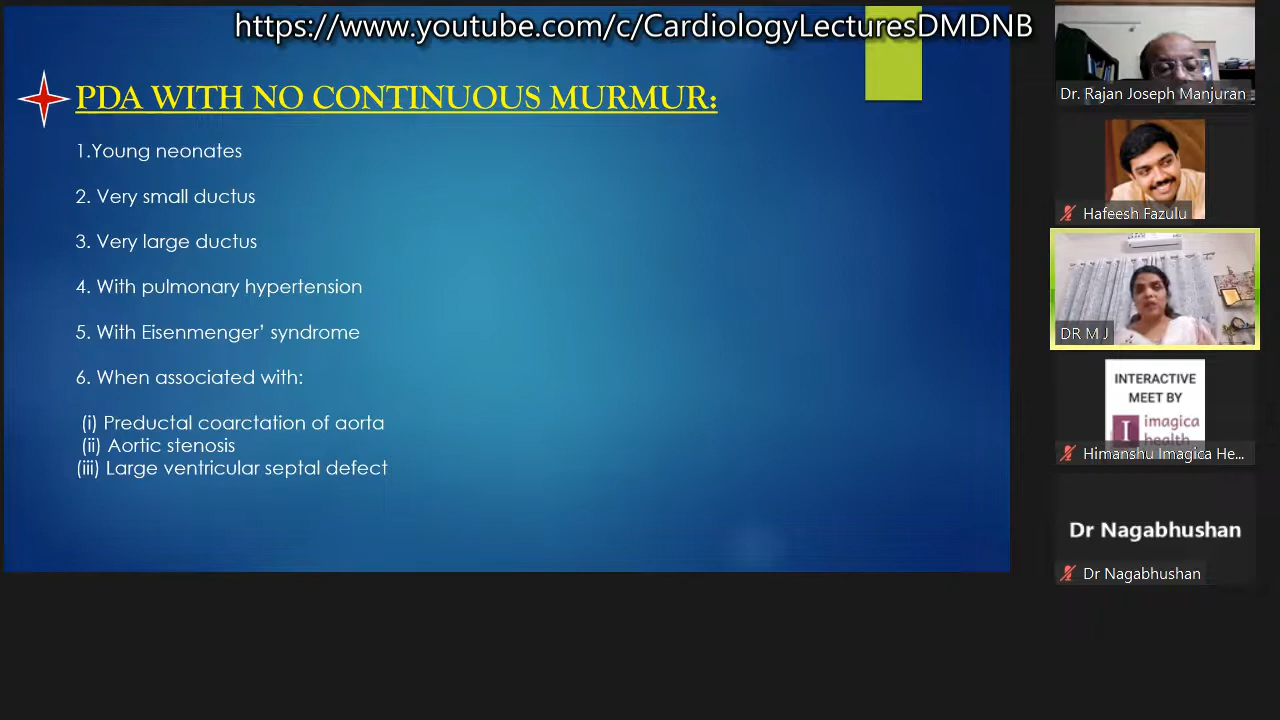 https://www.youtube.com/c/CardiologyLecturesDMDNB
PDA WITH NO CONTINUOUS MURMUR:
1.Young neonates
2. Very small ductus
3. Very large ductus
4. With pulmonary hypertension
5. With Eisenmenger’ syndrome
6. When associated with:
(i) Preductal coarctation of aorta
(ii) Aortic stenosis
(iii) Large ventricular septal defect
Dr. Rajan Joseph Manjuran
Hafeesh Fazulu
DR M J
INTERACTIVE
MEET BY
I imagica
health
Himanshu Imagica He...
Dr Nagabhushan
Dr Nagabhushan